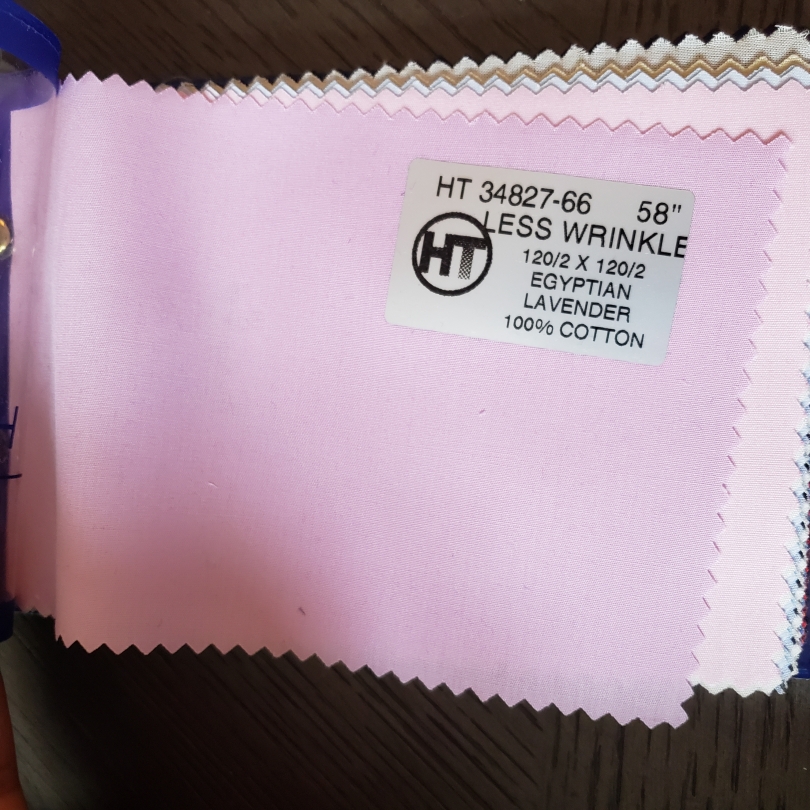 HT 34827-66 58"
LESS WRINKLE
HT
120/2 X 120/2
EGYPTIAN
LAVENDER
100% COTTON